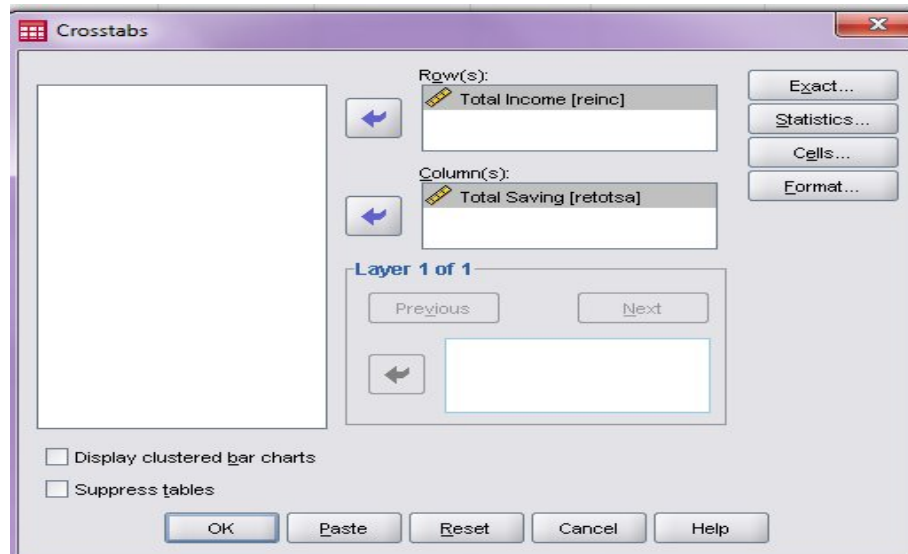 Crosstabs
Row(s):
Total Income [reinc]
Exact...
Statistics...
Cells...
Format...
Column(s):
Total Saving [retotsa]
Layer 1 of 1
Previous
Next
Display clustered bar charts
Suppress tables
OK
Paste
Reset
Cancel
Help